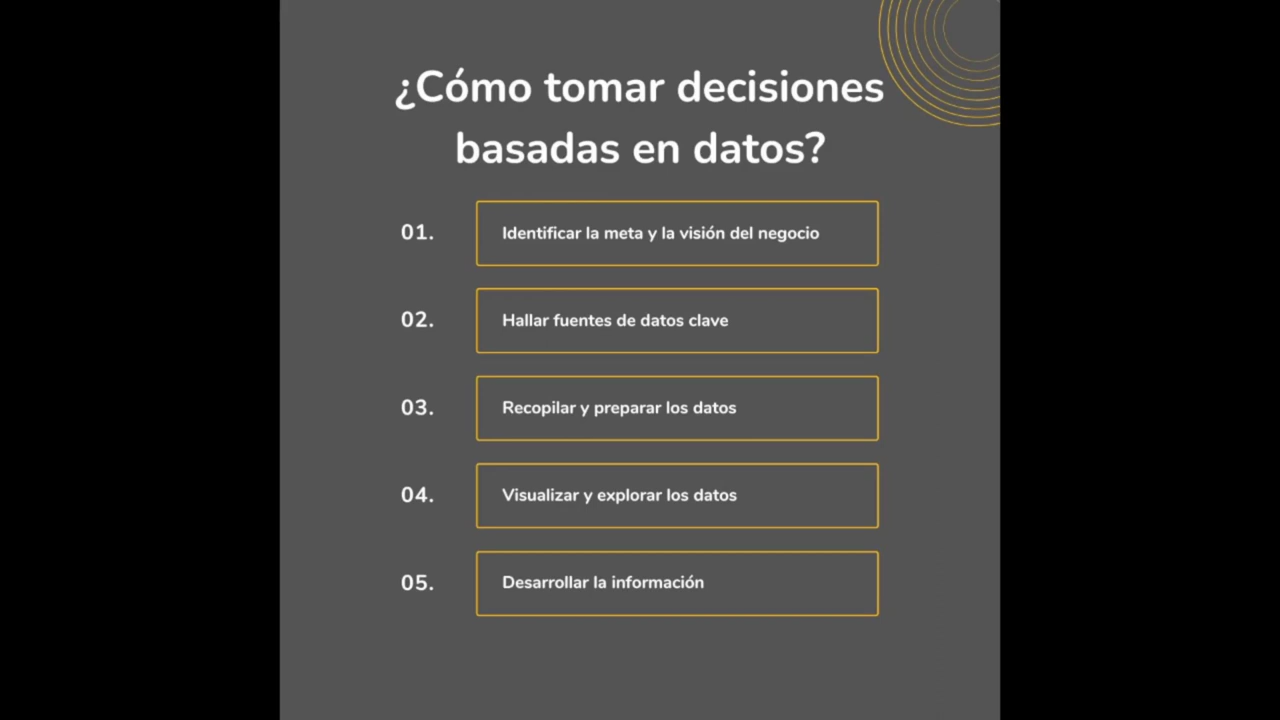 ¿Cómo tomar decisiones
basadas en datos?
01. Identificar la meta y la visión del negocio
02. Hallar fuentes de datos clave
03. Recopilar y preparar los datos
04. Visualizar y explorar los datos
05. Desarrollar la información